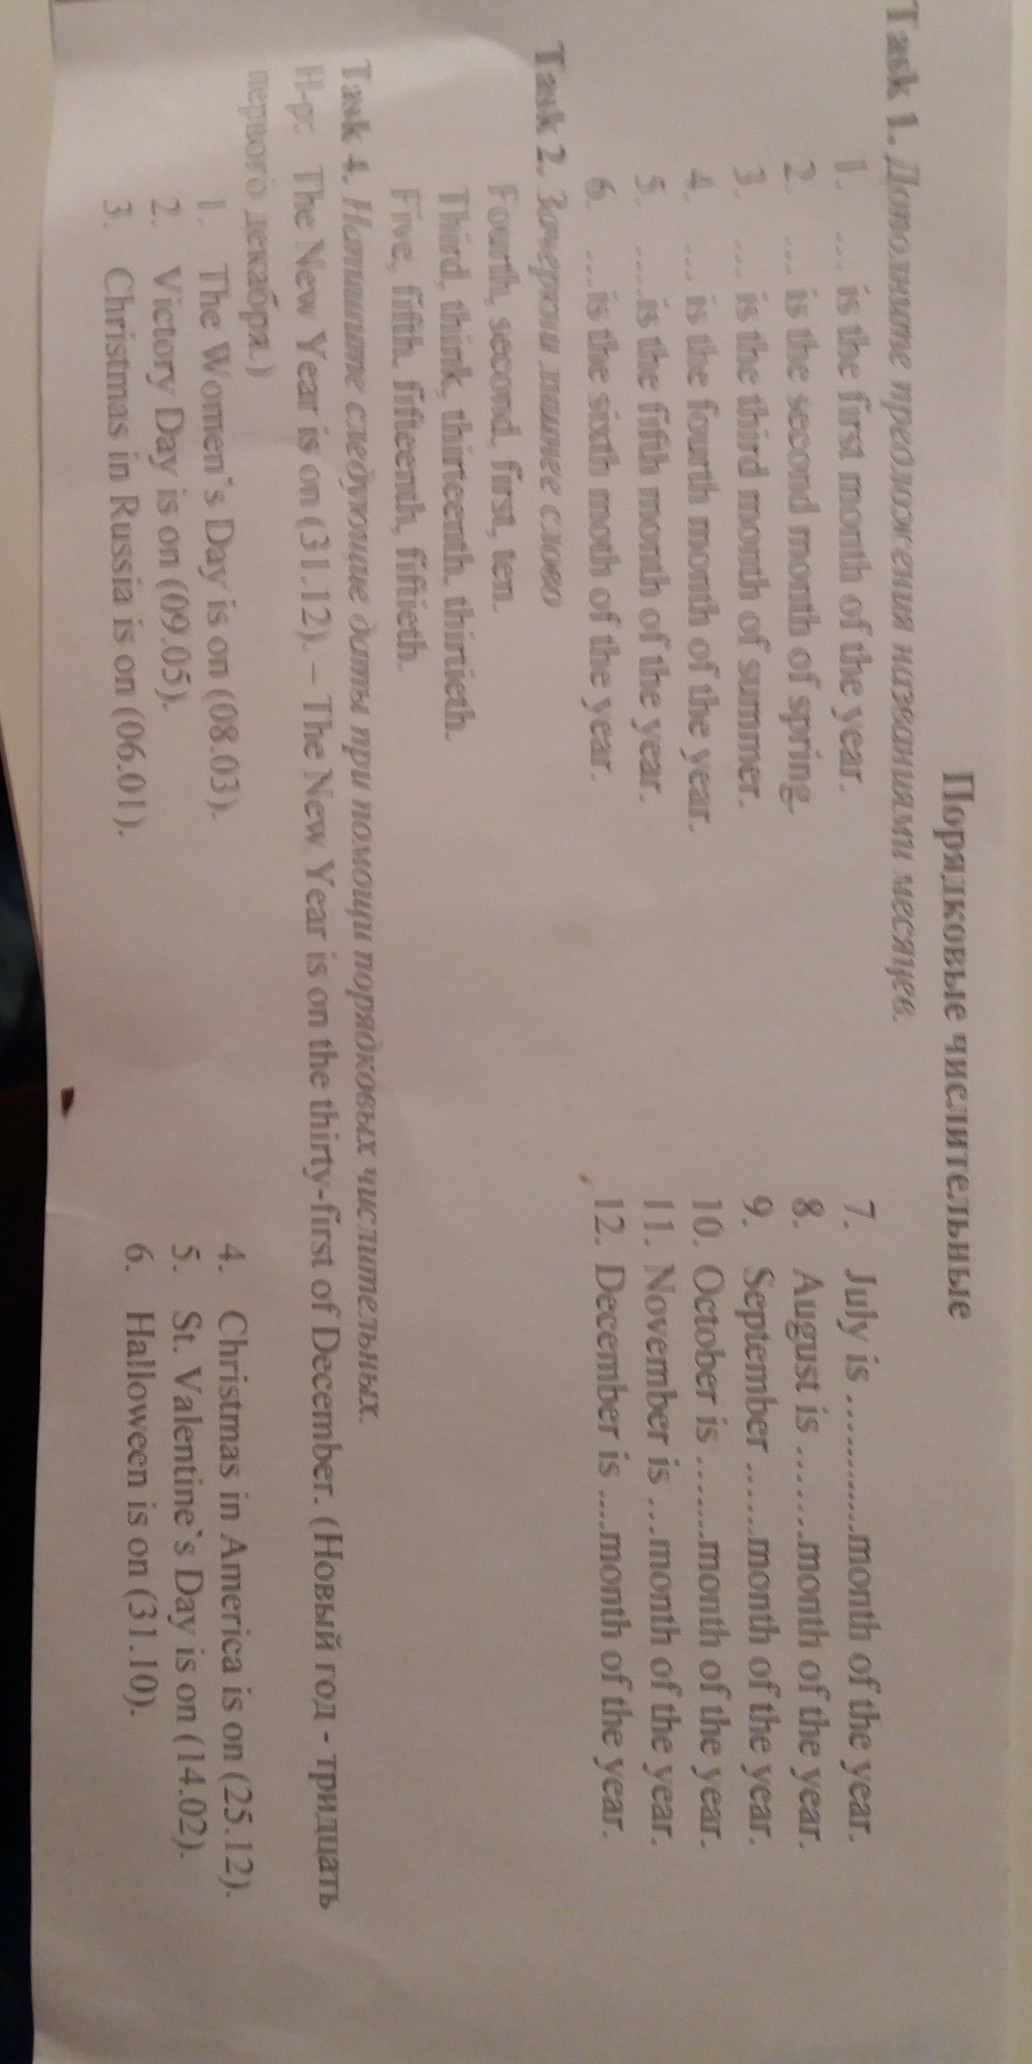 Порядковые числительные
Task 1. Дополните предложения названиями месяцев.
1. ... is the first month of the year.
2. ... is the second month of spring.
3. ... is the third month of summer.
4. ... is the fourth month of the year.
5. .....is the fifth month of the year.
6. ....is the sixth moth of the year.
7. July is .............month of the year.
8. August is ........month of the year.
9. September .......month of the year.
10. October is ........month of the year.
11. November is ...month of the year.
12. December is .....month of the year.
Task 2. Зачеркни лишнее слово
Fourth, second, first, ten.
Third, think, thirteenth, thirtieth.
Five, fifth, fifteenth, fiftieth.
Task 4. Напишите следующие даты при помощи порядковых числительных.
Н-р: The New Year is on (31.12). – The New Year is on the thirty-first of December. (Новый год - тридцать
первого декабря.)
1. The Women`s Day is on (08.03).
2. Victory Day is on (09.05).
3. Christmas in Russia is on (06.01).
4. Christmas in America is on (25.12).
5. St. Valentine`s Day is on (14.02).
6. Halloween is on (31.10).